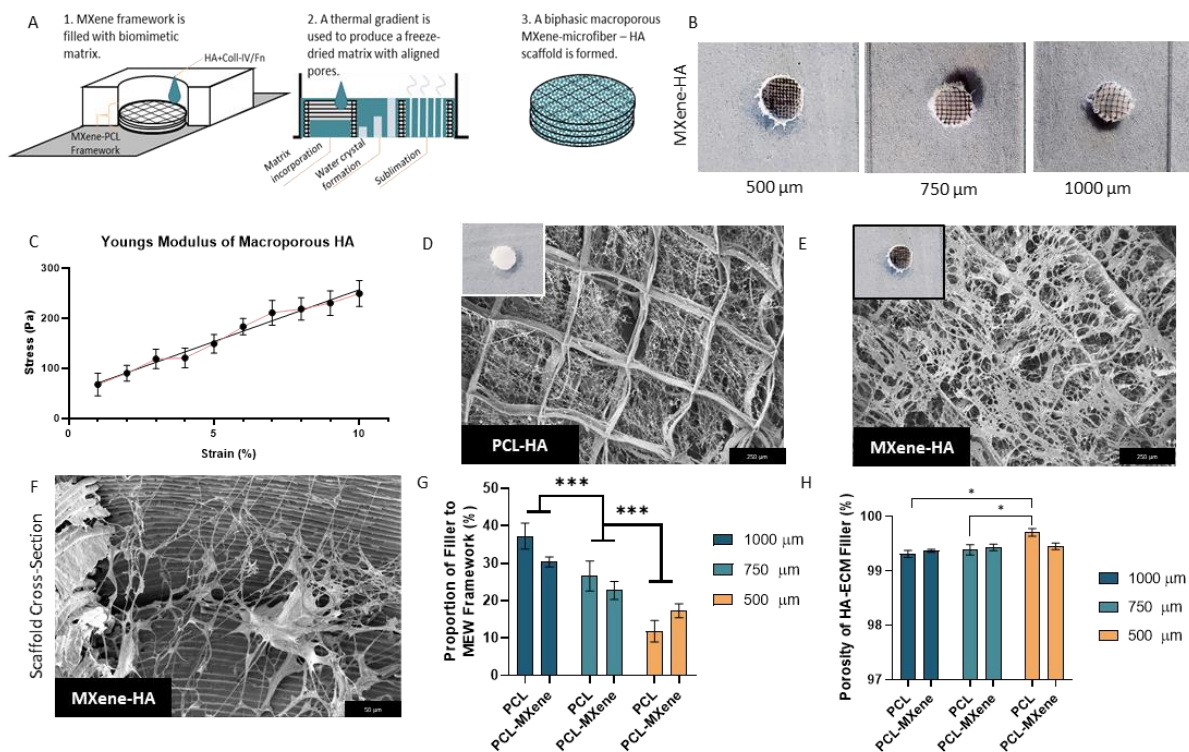 A
1. MXene framework is
filled with biomimetic
matrix.
HA+Coll-IV/Fn
MXene-PCL
Framework
2. A thermal gradient is
used to produce a freeze-
dried matrix with aligned
pores.
Matrix
incorporation
Water crystal
formation
Sublimation
3. A biphasic macroporous
MXene-microfiber – HA
scaffold is formed.
B
MXene-HA
500 µm
750 µm
1000 µm
C
Youngs Modulus of Macroporous HA
Stress (Pa)
300
200
100
0
0
5
10
Strain (%)
D
PCL-HA
250 µm
E
MXene-HA
250 µm
F
Scaffold Cross-Section
MXene-HA
50 µm
G
Proportion of Filler to
MEW Framework (%)
50
40
30
20
10
0
***
***
PCL
PCL-MXene
PCL
PCL-MXene
PCL
PCL-MXene
1000 µm
750 µm
500 µm
H
Porosity of HA-ECM Filler (%)
100
99
98
97
*
*
PCL
PCL-MXene
PCL
PCL-MXene
PCL
PCL-MXene
1000 µm
750 µm
500 µm